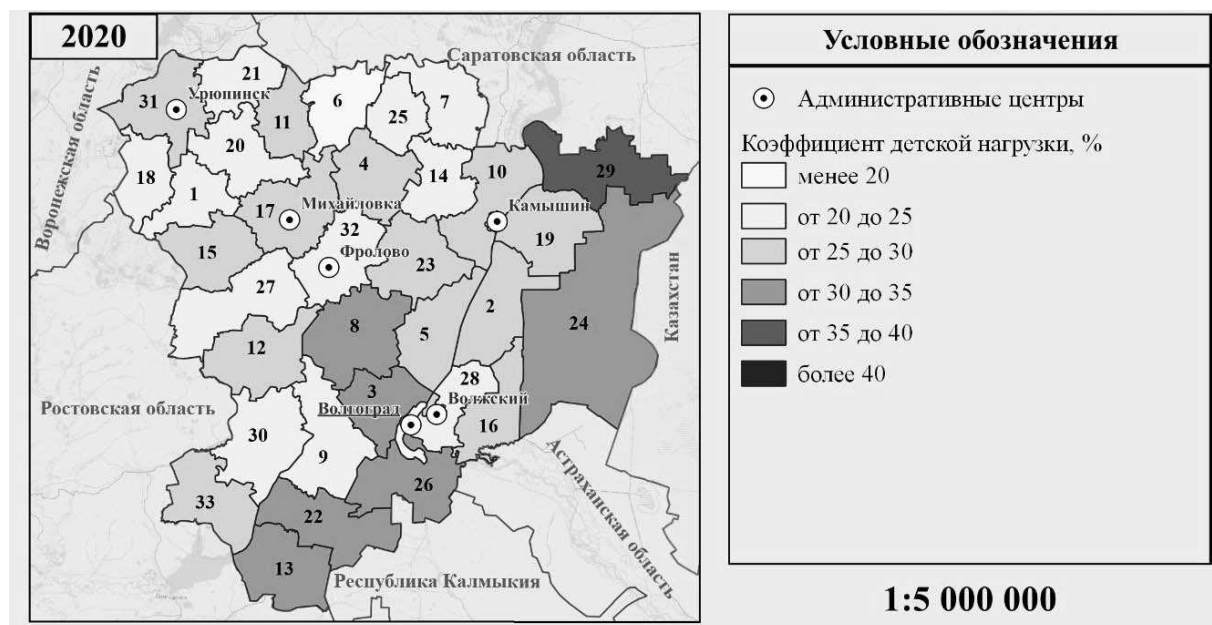 2020
Саратовская область
Воронежская область
21
31
Урюпинск
6
7
25
11
20
4
10
29
14
18
1
17
Михайловка
Камышин
32
19
Фролово
15
23
27
2
Казахстан
8
24
5
12
28
3
Волжский
Ростовская область
Волгоград
16
30
9
Астраханская область
26
33
22
13
Республика Калмыкия
Условные обозначения
Административные центры
Коэффициент детской нагрузки, %
менее 20
от 20 до 25
от 25 до 30
от 30 до 35
от 35 до 40
более 40
1:5 000 000